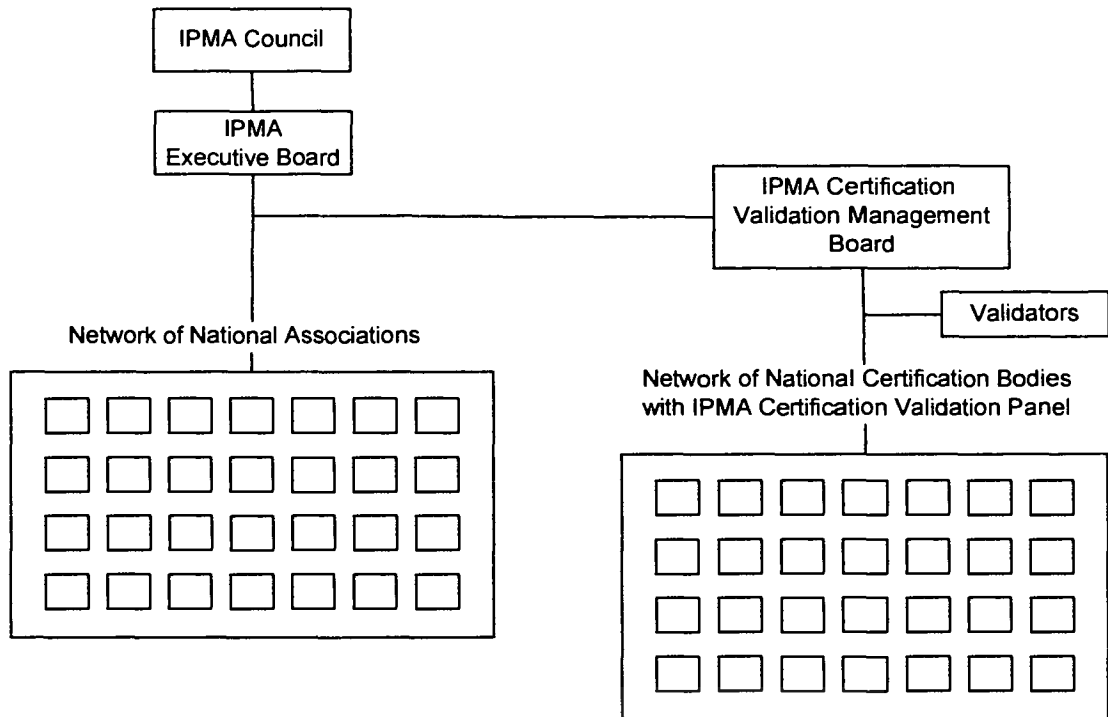 IPMA Council
IPMA
Executive Board
IPMA Certification
Validation Management
Board
Validators
Network of National Associations
Network of National Certification Bodies
with IPMA Certification Validation Panel